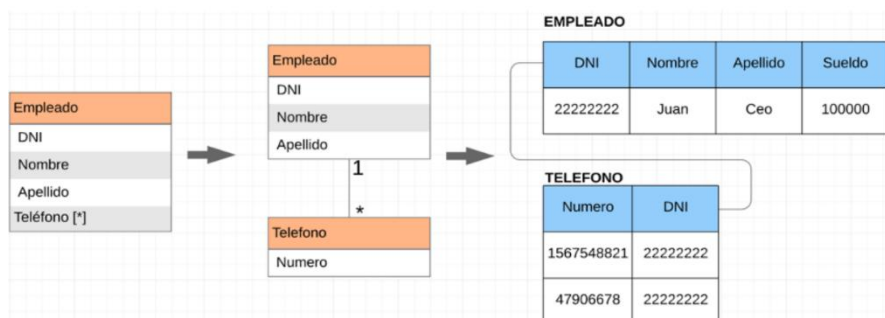 Empleado
DNI
Nombre
Apellido
Teléfono [*]
Empleado
DNI
Nombre
Apellido
1
*
Telefono
Numero
EMPLEADO
DNI Nombre Apellido Sueldo
22222222 Juan Ceo 100000
TELEFONO
Numero DNI
1567548821 22222222
47906678 22222222